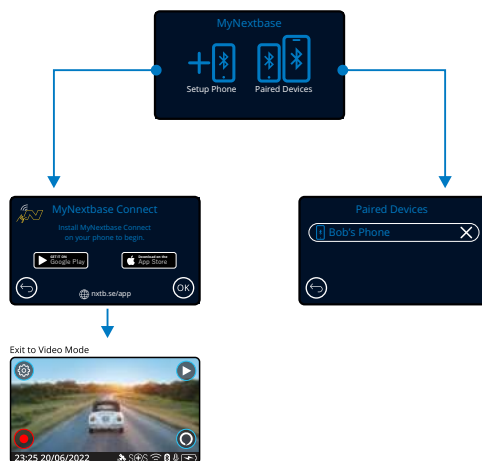 MyNextbase
Setup Phone
Paired Devices
MyNextbase Connect
Install MyNextbase Connect
on your phone to begin.
GET IT ON
Google Play
Download on the
App Store
nxtb.se/app
OK
Paired Devices
Bob's Phone
Exit to Video Mode
23:25 20/06/2022
SOS